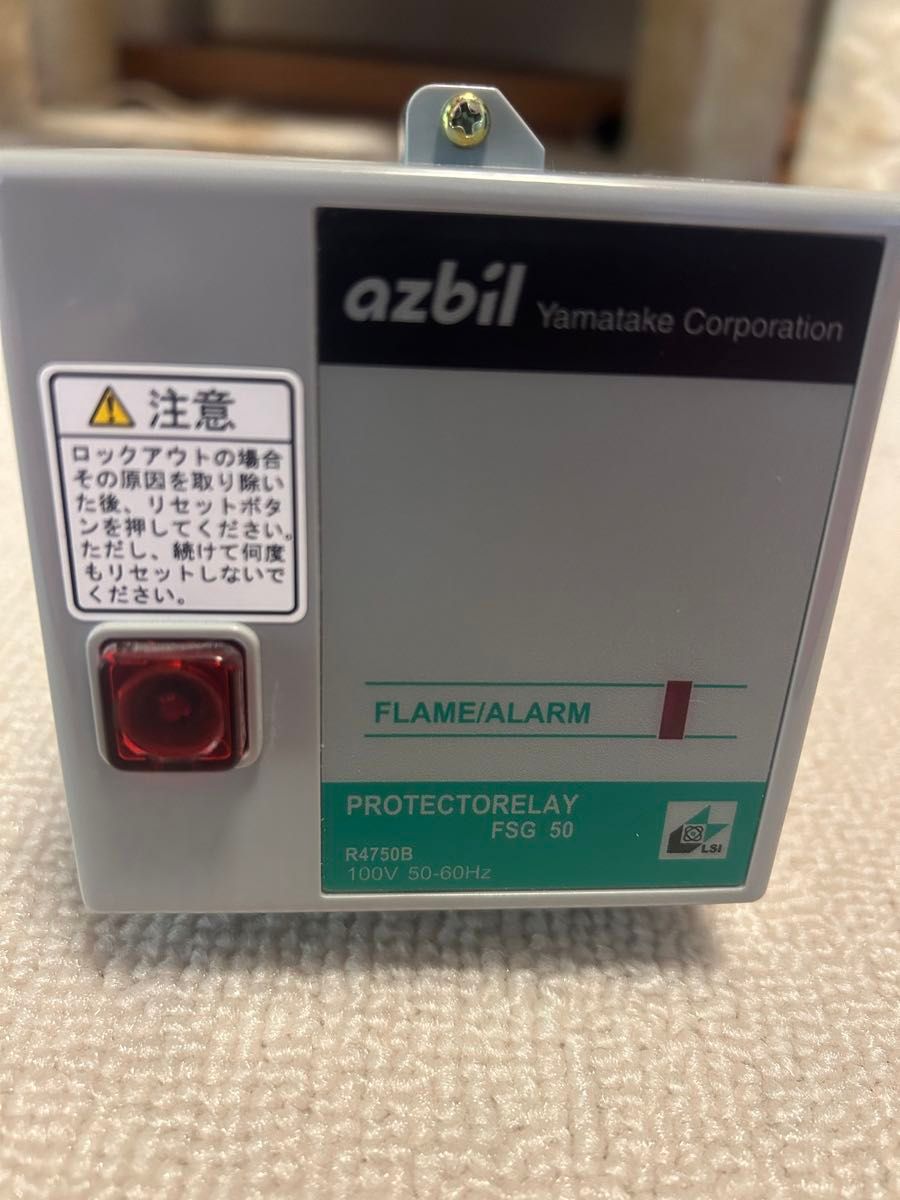 azbil Yamatake Corporation
注意
ロックアウトの場合
その原因を取り除い
た後、リセットボタ
ンを押してください。
ただし、続けて何度
もリセットしないで
ください。
FLAME/ALARM
PROTECTORELAY
FSG 50
R4750B
100V 50-60Hz
LSI